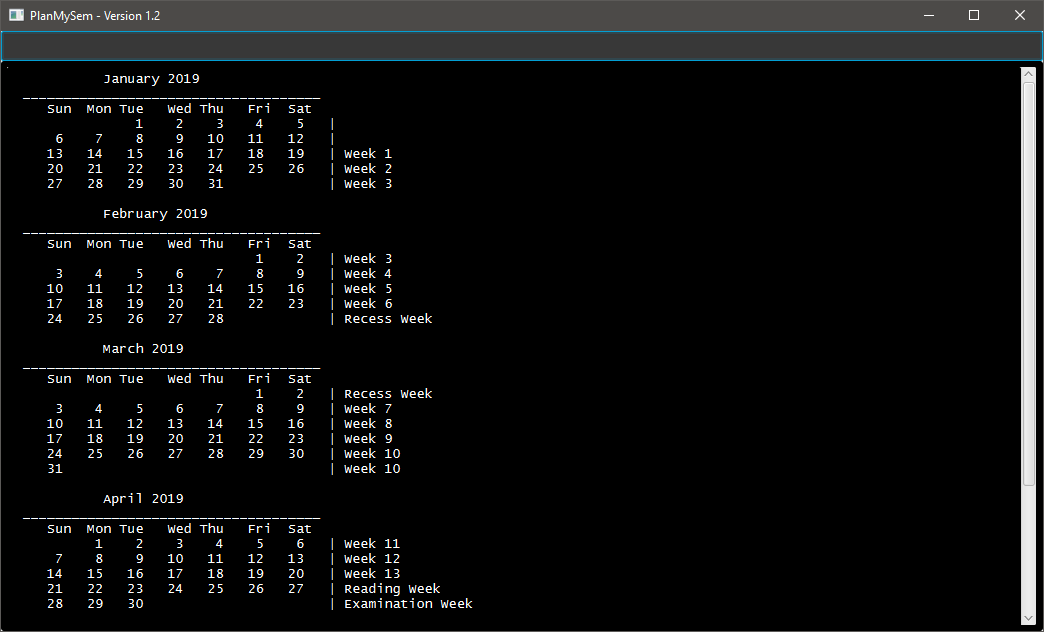 PlanMySem - Version 1.2
January 2019
_____________________________________
Sun Mon Tue Wed Thu Fri Sat
1 2 3 4 5 |
6 7 8 9 10 11 12 |
13 14 15 16 17 18 19 | Week 1
20 21 22 23 24 25 26 | Week 2
27 28 29 30 31 | Week 3
February 2019
_____________________________________
Sun Mon Tue Wed Thu Fri Sat
1 2 | Week 3
3 4 5 6 7 8 9 | Week 4
10 11 12 13 14 15 16 | Week 5
17 18 19 20 21 22 23 | Week 6
24 25 26 27 28 | Recess Week
March 2019
_____________________________________
Sun Mon Tue Wed Thu Fri Sat
1 2 | Recess Week
3 4 5 6 7 8 9 | Week 7
10 11 12 13 14 15 16 | Week 8
17 18 19 20 21 22 23 | Week 9
24 25 26 27 28 29 30 | Week 10
31 | Week 10
April 2019
_____________________________________
Sun Mon Tue Wed Thu Fri Sat
1 2 3 4 5 6 | Week 11
7 8 9 10 11 12 13 | Week 12
14 15 16 17 18 19 20 | Week 13
21 22 23 24 25 26 27 | Reading Week
28 29 30 | Examination Week